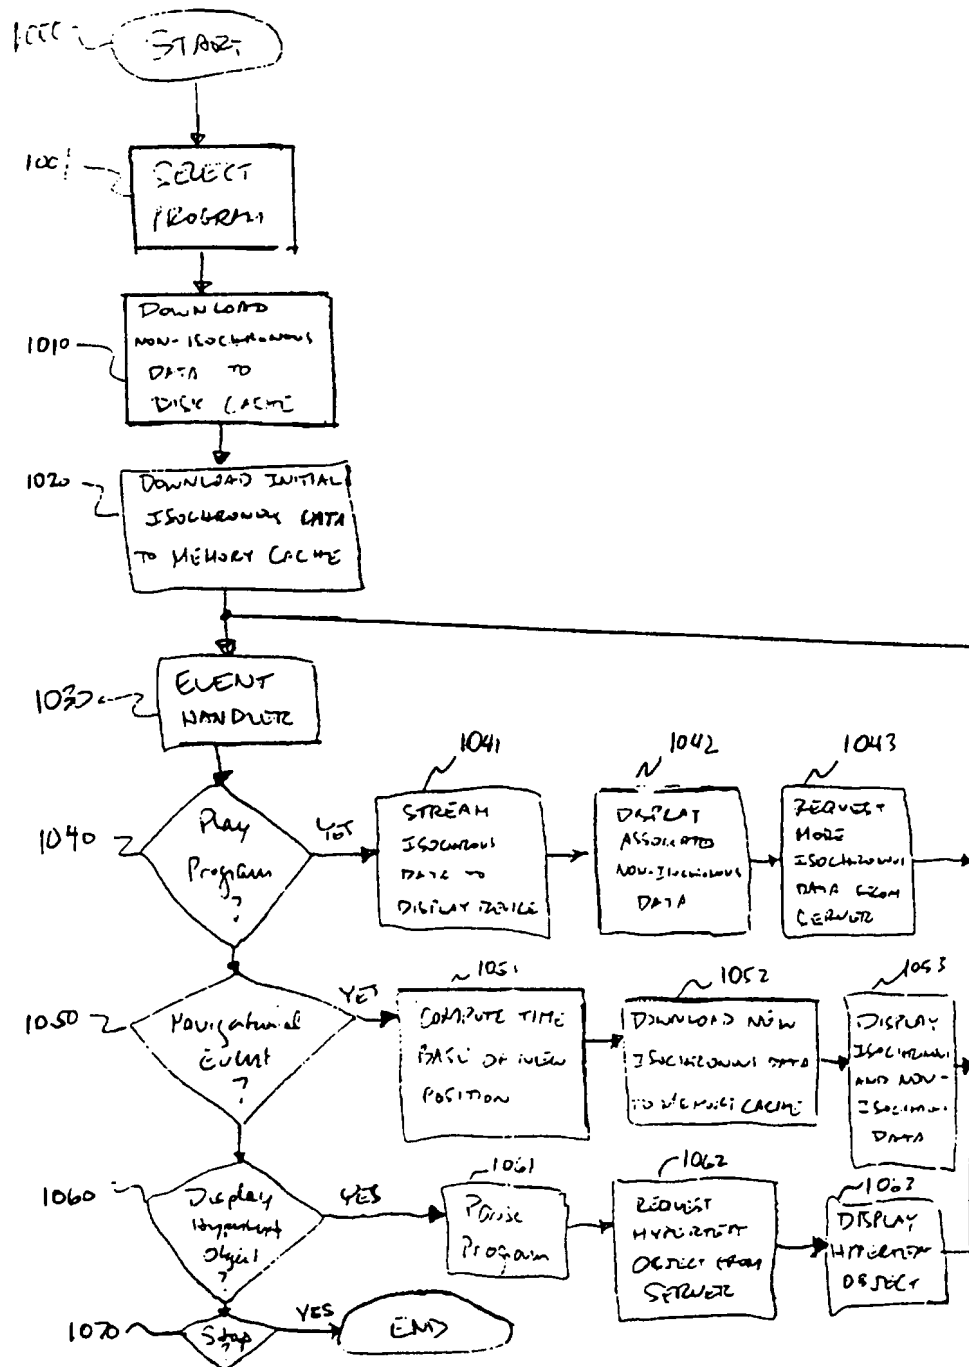 START
1001
SELECT
PROGRAM
1010
DOWNLOAD
NON-ISOCHRONOUS
DATA TO
DISK CACHE
1020
DOWNLOAD INITIAL
ISOCHRONOUS DATA
TO MEMORY CACHE
1030
EVENT
HANDLER
1040
Play
Program
?
YES
1041
STREAM
ISOCHROUS
DATA TO
DISPLAY DEVICE
1042
DISPLAY
ASSOCIATED
NON-ISOCHRONOUS
DATA
1043
REQUEST
MORE
ISOCHRONOUS
DATA FROM
SERVER
1050
Navigational
Event
?
YES
1051
COMPUTE TIME
BASE OF NEW
POSITION
1052
DOWNLOAD NEW
ISOCHRONOUS DATA
TO MEMORY CACHE
1053
DISPLAY
ISOCHRONOUS
AND NON-
ISOCHRONOUS
DATA
1060
Display
Hypertext
Object
?
YES
1061
Pause
Program
1062
REQUEST
HYPERTEXT
OBJECT FROM
SERVER
1063
DISPLAY
HYPERTEXT
OBJECT
1070
Stop
?
YES
END